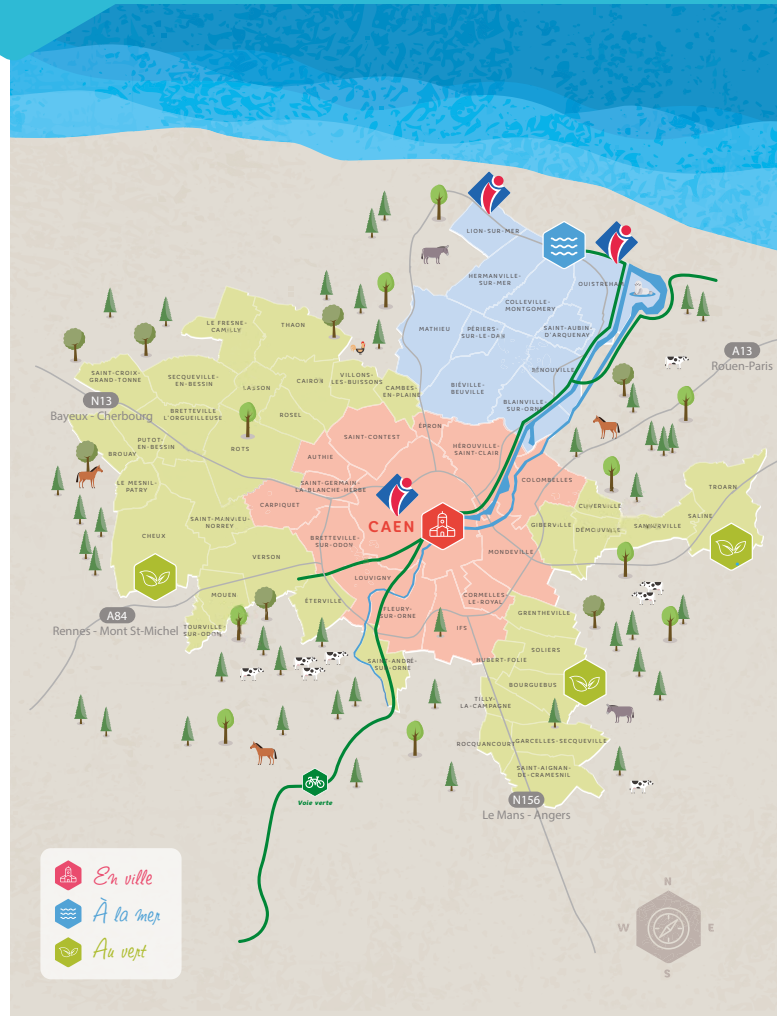 LION-SUR-MER
HERMANVILLE-
SUR-MER
OUISTREHAM
COLLEVILLE-
MONTGOMERY
LE FRESNE-
CAMILLY
THAON
MATHIEU
PÉRIERS-
SUR-LE-DAN
SAINT-AUBIN-
D'ARQUENAY
A13
Rouen-Paris
BÉNOUVILLE
SAINT-CROIX-
GRAND-TONNE
SECQUEVILLE-
EN-BESSIN
LASSON
CAIRON
VILLONS-
LES-BUISSONS
CAMBES-
EN-PLAINE
BIÉVILLE-
BEUVILLE
BLAINVILLE-
SUR-ORNE
N13
Bayeux - Cherbourg
BRETTEVILLE
L'ORGUEILLEUSE
ROSEL
ÉPRON
SAINT-CONTEST
PUTOT-
EN-BESSIN
BROUAY
ROTS
AUTHIE
HÉROUVILLE-
SAINT-CLAIR
LE MESNIL-
PATRY
SAINT-GERMAIN-
LA-BLANCHE-HERBE
COLOMBELLES
TROARN
CARPIQUET
CUVERVILLE
SALINE
SAINT-MANVIEU-
NORREY
CAEN
GIBERVILLE
DÉMOUVILLE
SANNERVILLE
CHEUX
BRETTEVILLE-
SUR-ODON
MONDEVILLE
VERSON
LOUVIGNY
MOUEN
ÉTERVILLE
FLEURY-
SUR-ORNE
CORMELLES-
LE-ROYAL
GRENTHEVILLE
A84
Rennes - Mont St-Michel
TOURVILLE-
SUR-ODON
IFS
SOLIERS
SAINT-ANDRÉ-
SUR-ORNE
HUBERT-FOLIE
BOURGUEBUS
TILLY-
LA-CAMPAGNE
ROCQUANCOURT
GARCELLES-SECQUEVILLE
SAINT-AIGNAN-
DE-CRAMESNIL
Voie verte
N156
Le Mans - Angers
En ville
À la mer
Au vert
N
W
E
S